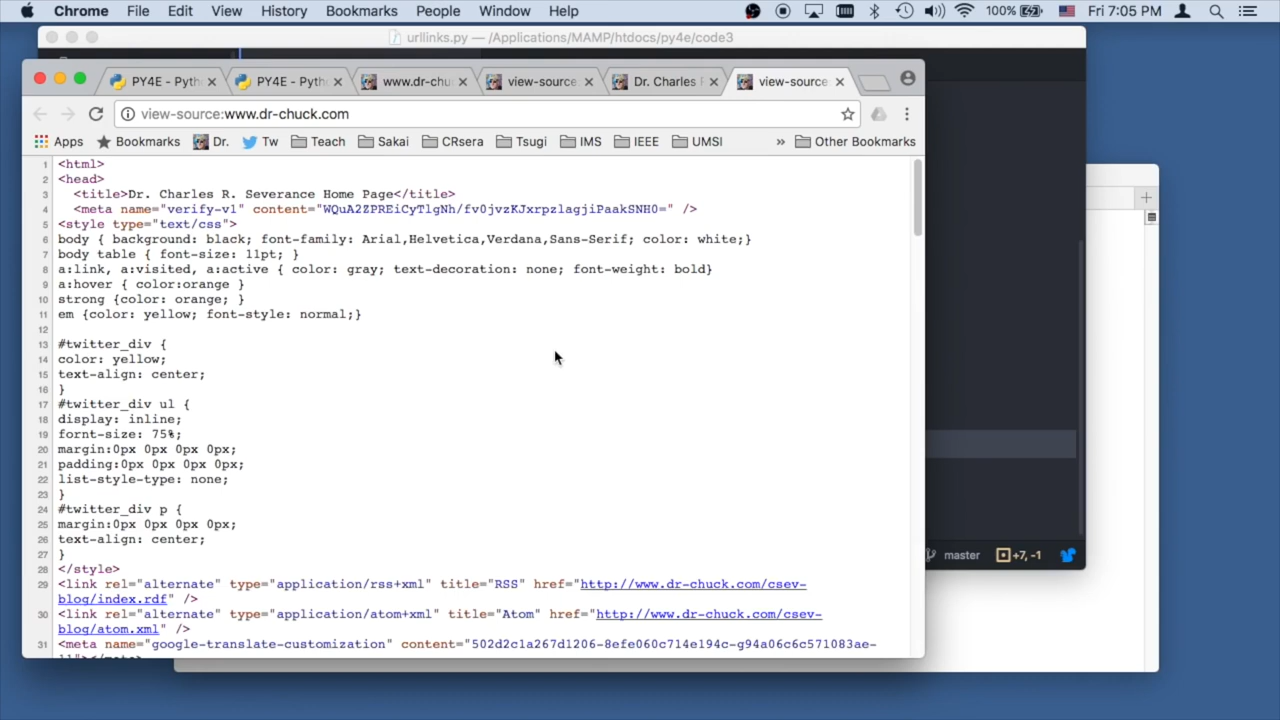 Chrome File Edit View History Bookmarks People Window Help 100% Fri 7:05 PM
urllinks.py — /Applications/MAMP/htdocs/py4e/code3
PY4E - Pyth PY4E - Pyth www.dr-chu view-source Dr. Charles view-source
view-source:www.dr-chuck.com
Apps Bookmarks Dr. Tw Teach Sakai CRsera Tsugi IMS IEEE UMSI » Other Bookmarks
1 <html>
2 <head>
3 <title>Dr. Charles R. Severance Home Page</title>
4 <meta name="verify-v1" content="WQuA2ZPREiCyTlgNh/fv0jvzKJxrpzlagjiPaakSNH0=" />
5 <style type="text/css">
6 body { background: black; font-family: Arial,Helvetica,Verdana,Sans-Serif; color: white;}
7 body table { font-size: 11pt; }
8 a:link, a:visited, a:active { color: gray; text-decoration: none; font-weight: bold}
9 a:hover { color:orange }
10 strong {color: orange; }
11 em {color: yellow; font-style: normal;}
12
13 #twitter_div {
14 color: yellow;
15 text-align: center;
16 }
17 #twitter_div ul {
18 display: inline;
19 fornt-size: 75%;
20 margin:0px 0px 0px 0px;
21 padding:0px 0px 0px 0px;
22 list-style-type: none;
23 }
24 #twitter_div p {
25 margin:0px 0px 0px 0px;
26 text-align: center;
27 }
28 </style>
29 <link rel="alternate" type="application/rss+xml" title="RSS" href="http://www.dr-chuck.com/csev-
blog/index.rdf" />
30 <link rel="alternate" type="application/atom+xml" title="Atom" href="http://www.dr-chuck.com/csev-
blog/atom.xml" />
31 <meta name="google-translate-customization" content="502d2c1a267d1206-8efe060c714e194c-g94a06c6c571083ae-
master +7, -1